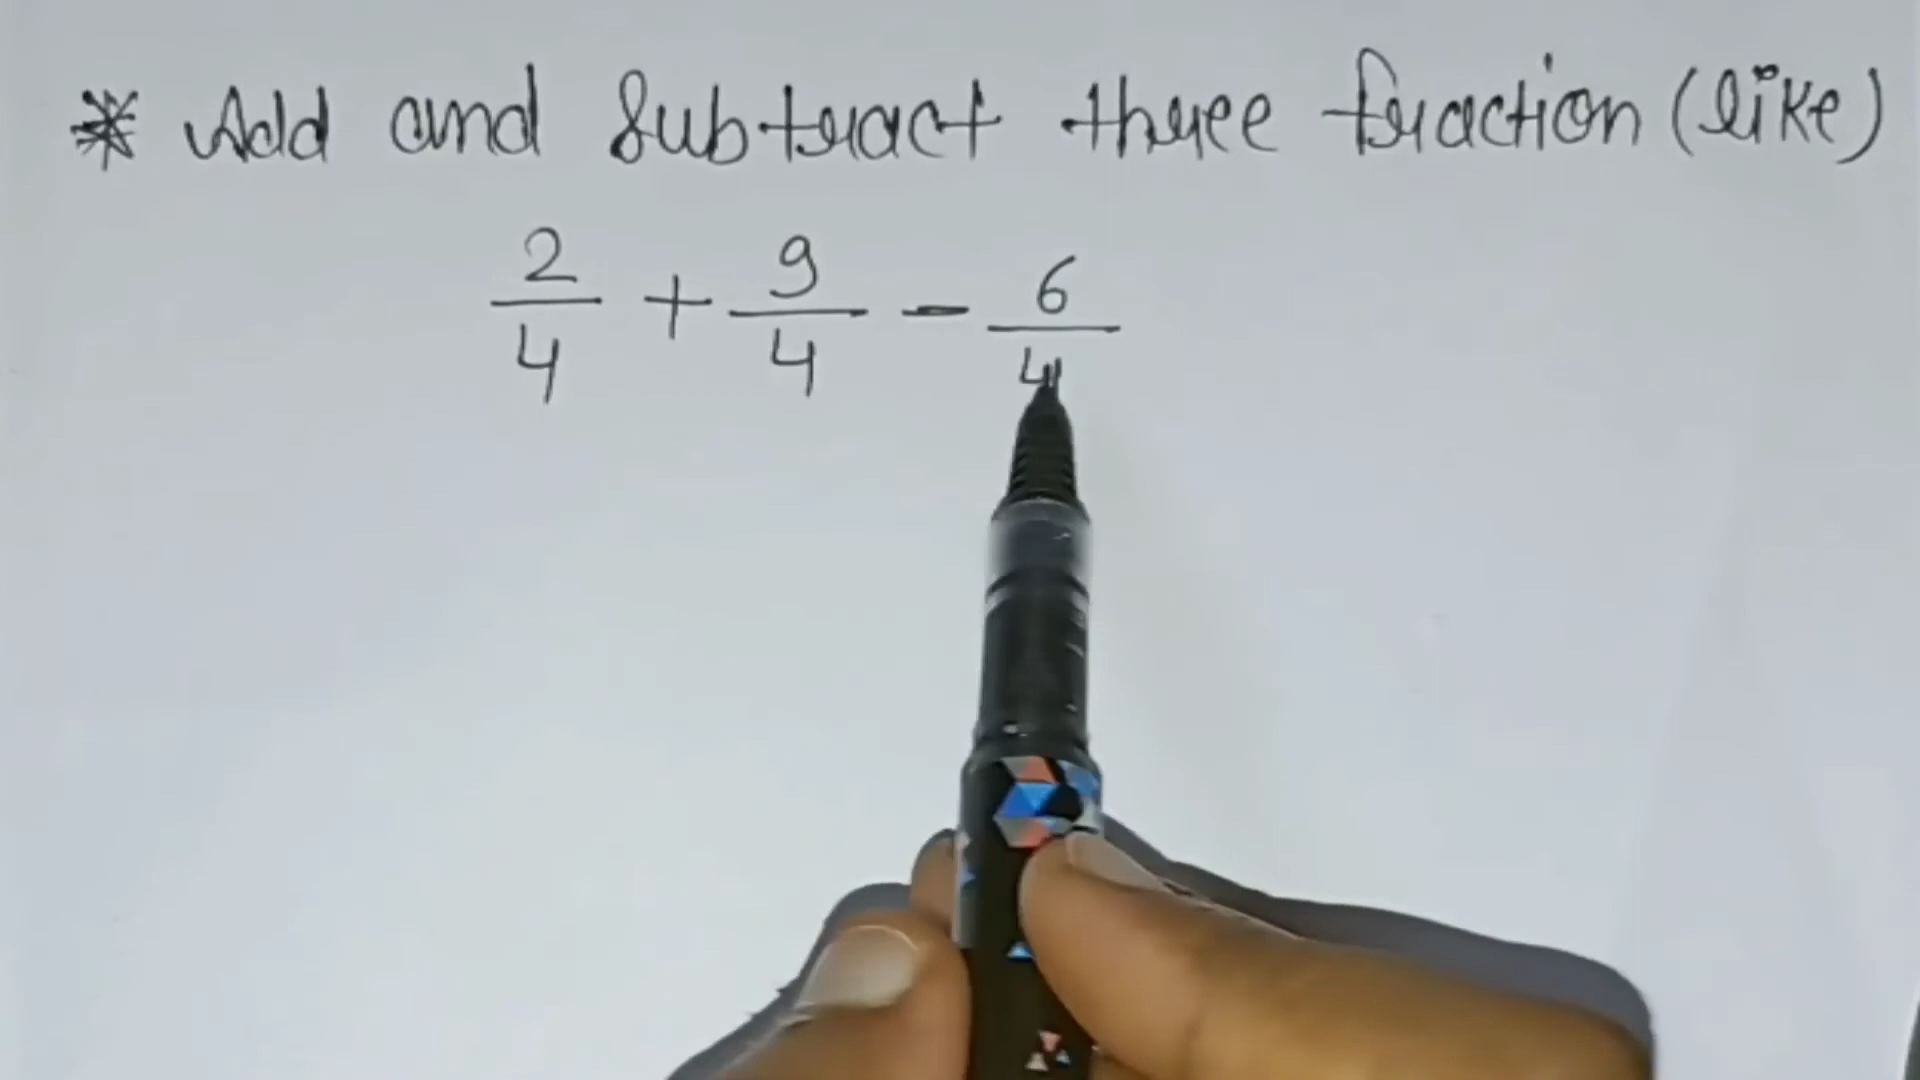 * Add and Subtract three fraction (like)
2/4 + 9/4 - 6/4